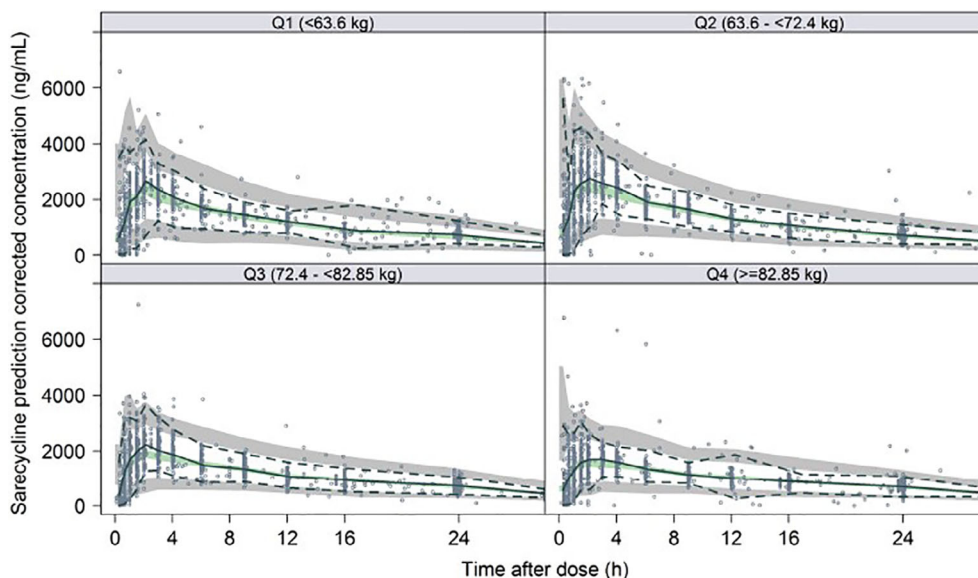 Q1 (<63.6 kg)
Q2 (63.6 - <72.4 kg)
6000
4000
2000
0
Sarecycline prediction corrected concentration (ng/mL)
Q3 (72.4 - <82.85 kg)
Q4 (>=82.85 kg)
6000
4000
2000
0
0 4 8 12 16 24
0 4 8 12 16 24
Time after dose (h)